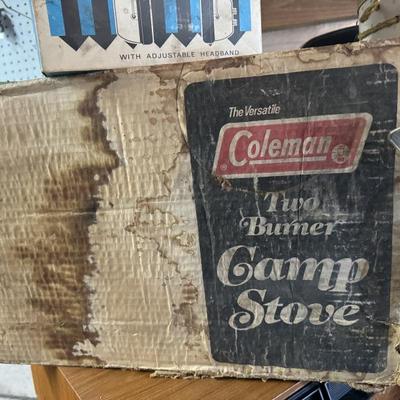 WITH ADJUSTABLE HEADBAND
The Versatile
Coleman
Two
Burner
Camp
Stove